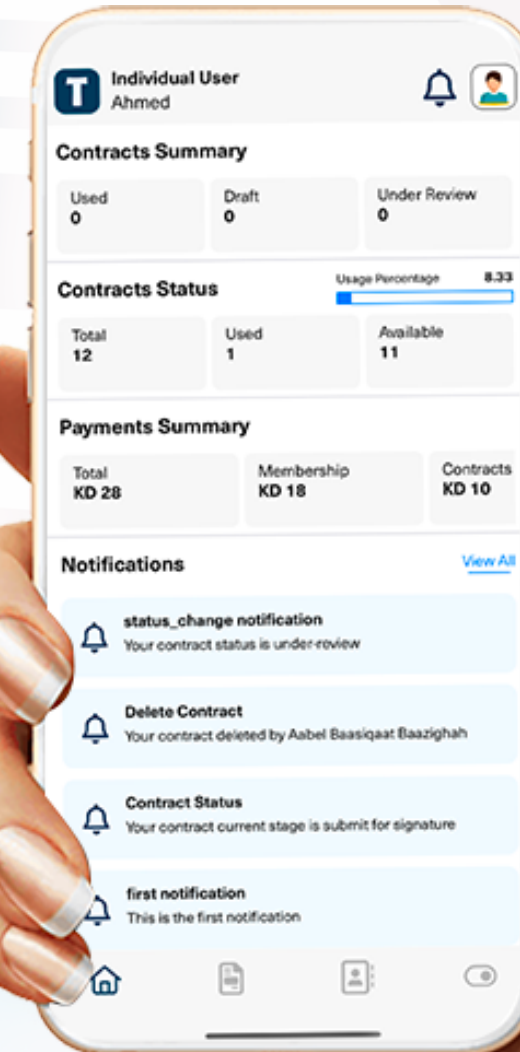 T
Individual User
Ahmed
Contracts Summary
Used
0
Draft
0
Under Review
0
Contracts Status
Usage Percentage 8.33
Total
12
Used
1
Available
11
Payments Summary
Total
KD 28
Membership
KD 18
Contracts
KD 10
Notifications
View All
status_change notification
Your contract status is under-review
Delete Contract
Your contract deleted by Aabel Baasiqaat Baazighah
Contract Status
Your contract current stage is submit for signature
first notification
This is the first notification